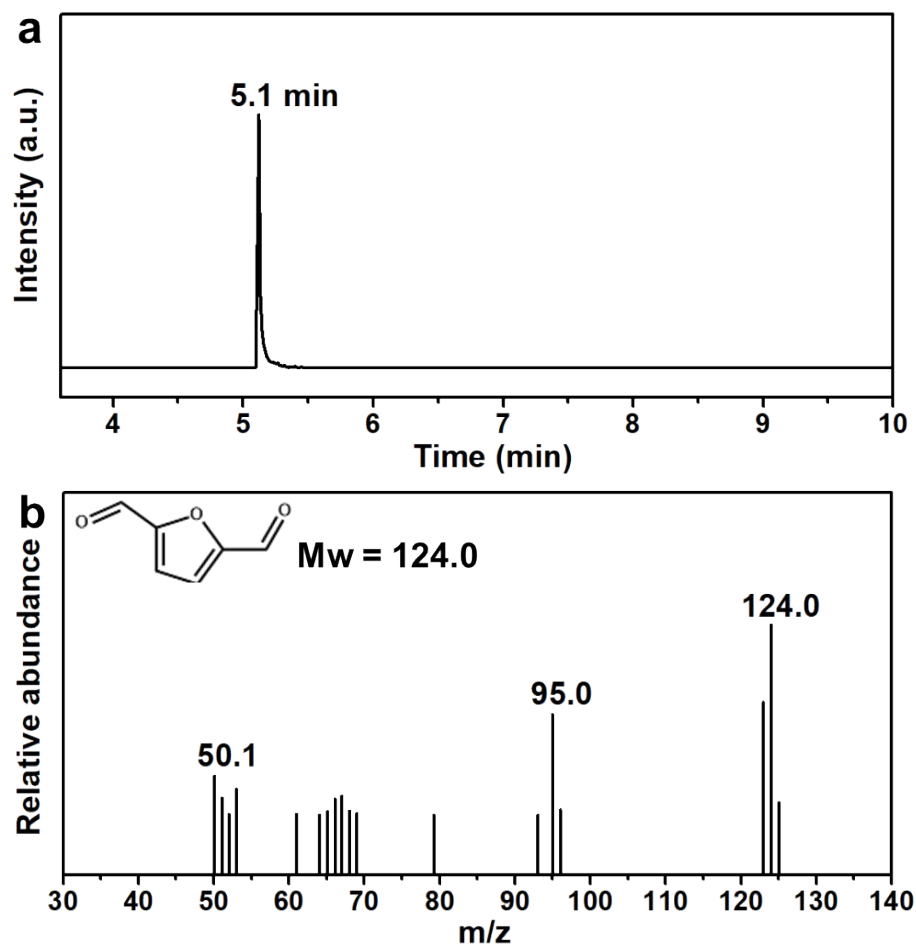 a
5.1 min
Intensity (a.u.)
4 5 6 7 8 9 10
Time (min)
b
O O O
Mw = 124.0
124.0
95.0
50.1
Relative abundance
30 40 50 60 70 80 90 100 110 120 130 140
m/z